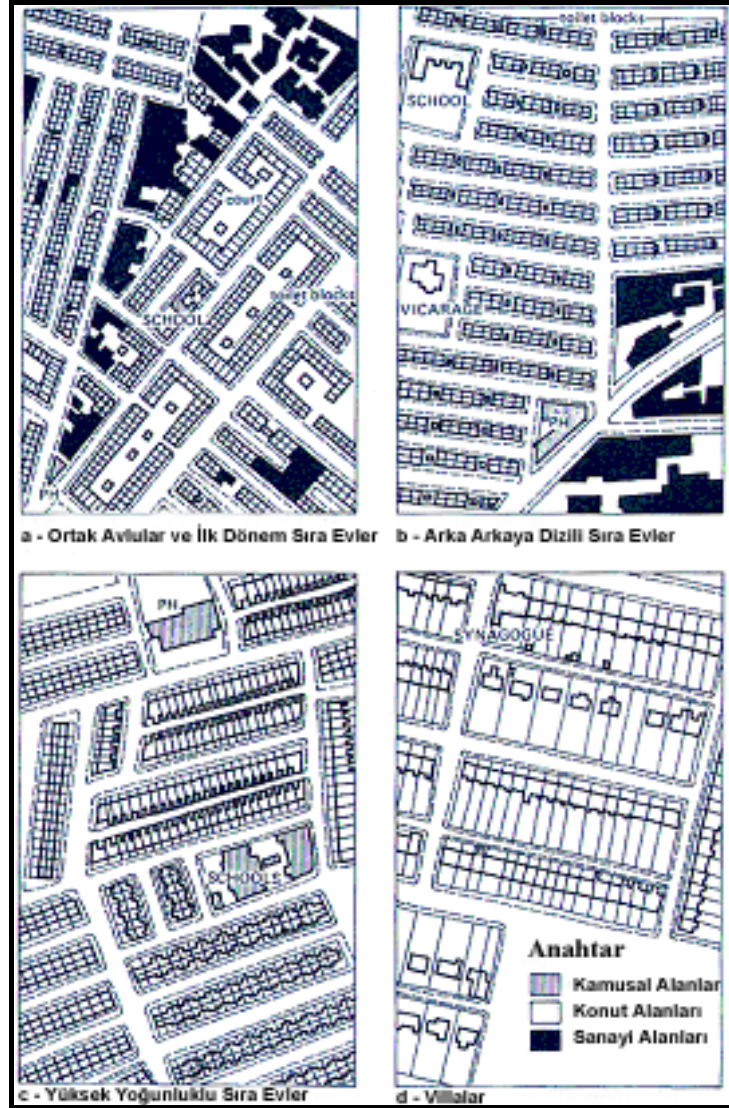 toilet blocks
SCHOOL
court
toilet blocks
SCHOOL
VICARAGE
PH
PH
a - Ortak Avlular ve İlk Dönem Sıra Evler
b - Arka Arkaya Dizili Sıra Evler
PH
SYNAGOGUE
SCHOOLS
Anahtar
Kamusal Alanlar
Konut Alanları
Sanayi Alanları
c - Yüksek Yoğunluklu Sıra Evler
d - Villalar